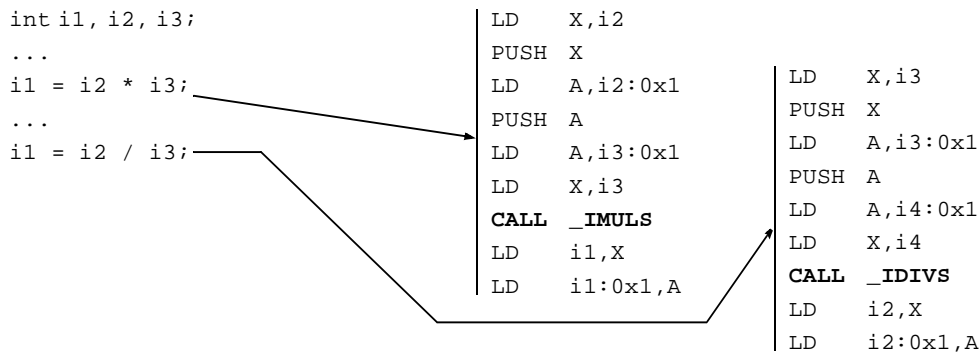 int i1, i2, i3;
...
i1 = i2 * i3;
...
i1 = i2 / i3;
LD X,i2
PUSH X
LD A,i2:0x1
PUSH A
LD A,i3:0x1
LD X,i3
CALL _IMULS
LD i1,X
LD i1:0x1,A
LD X,i3
PUSH X
LD A,i3:0x1
PUSH A
LD A,i4:0x1
LD X,i4
CALL _IDIVS
LD i2,X
LD i2:0x1,A